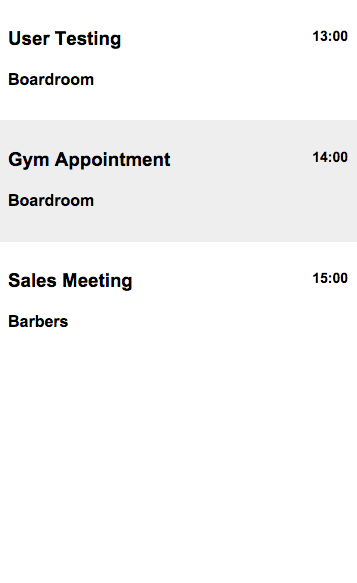 User Testing 13:00
Boardroom
Gym Appointment 14:00
Boardroom
Sales Meeting 15:00
Barbers